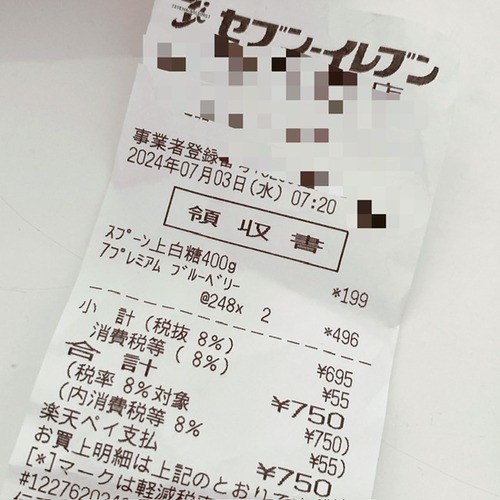 セブン-イレブン
店
事業者登録番号
2024年07月03日(水) 07:20
領収書
スプーン上白糖400g *199
7プレミアム ブルーベリー
@248x 2 *496
小 計 (税抜 8%) ¥695
消費税等 ( 8%) ¥55
合 計 ¥750
(税率 8%対象 ¥750)
(内消費税等 8% ¥55)
楽天ペイ支払 ¥750
お買上明細は上記のとおり
[*]マークは軽減税率